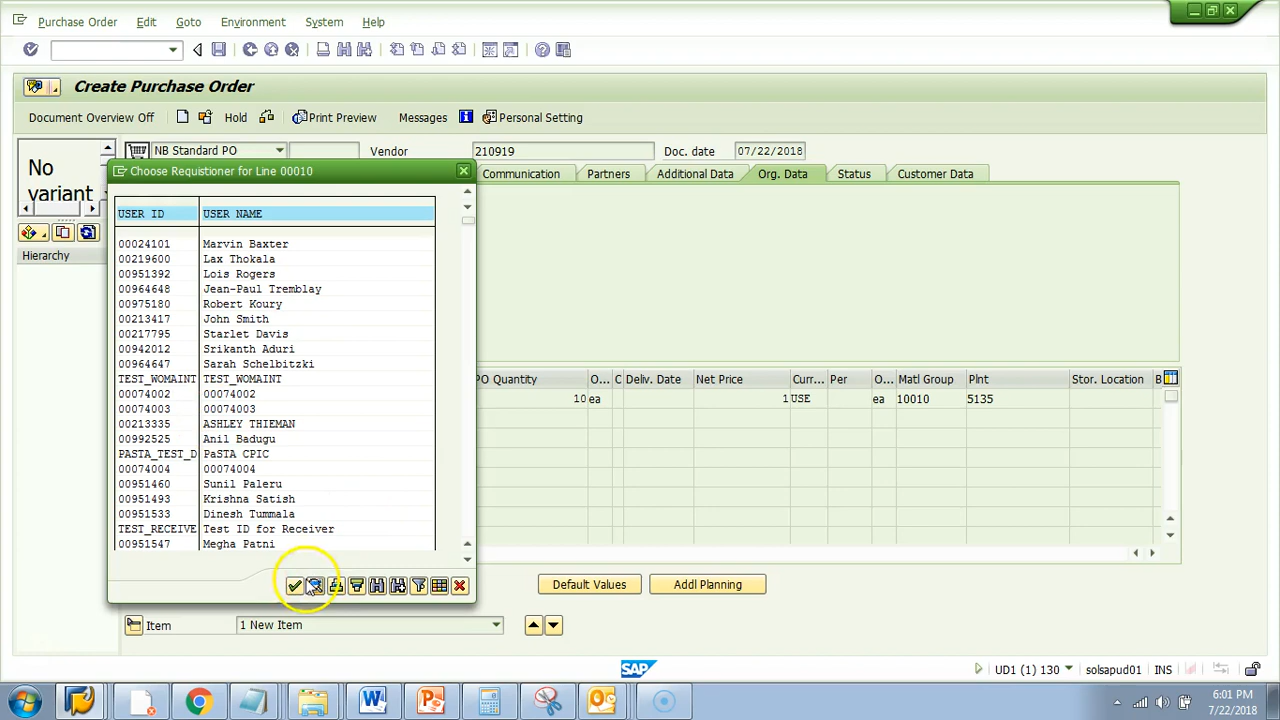 Purchase Order Edit Goto Environment System Help
Create Purchase Order
Document Overview Off Hold Print Preview Messages Personal Setting
No variant
NB Standard PO Vendor 210919 Doc. date 07/22/2018
Choose Requistioner for Line 00010
Communication Partners Additional Data Org. Data Status Customer Data
Hierarchy
USER ID USER NAME
00024101 Marvin Baxter
00219600 Lax Thokala
00951392 Lois Rogers
00964648 Jean-Paul Tremblay
00975180 Robert Koury
00213417 John Smith
00217795 Starlet Davis
00942012 Srikanth Aduri
00964647 Sarah Schelbitzki
TEST_WOMAINT TEST_WOMAINT
00074002 00074002
00074003 00074003
00213335 ASHLEY THIEMAN
00992525 Anil Badugu
PASTA_TEST_D PaSTA CPIC
00074004 00074004
00951460 Sunil Paleru
00951493 Krishna Satish
00951533 Dinesh Tummala
TEST_RECEIVE Test ID for Receiver
00951547 Megha Patni
PO Quantity O... C Deliv. Date Net Price Curr... Per O... Matl Group Plnt Stor. Location B
10 ea 1 USE ea 10010 5135
Default Values Addl Planning
Item 1 New Item
SAP UD1 (1) 130 solsapud01 INS
6:01 PM
7/22/2018